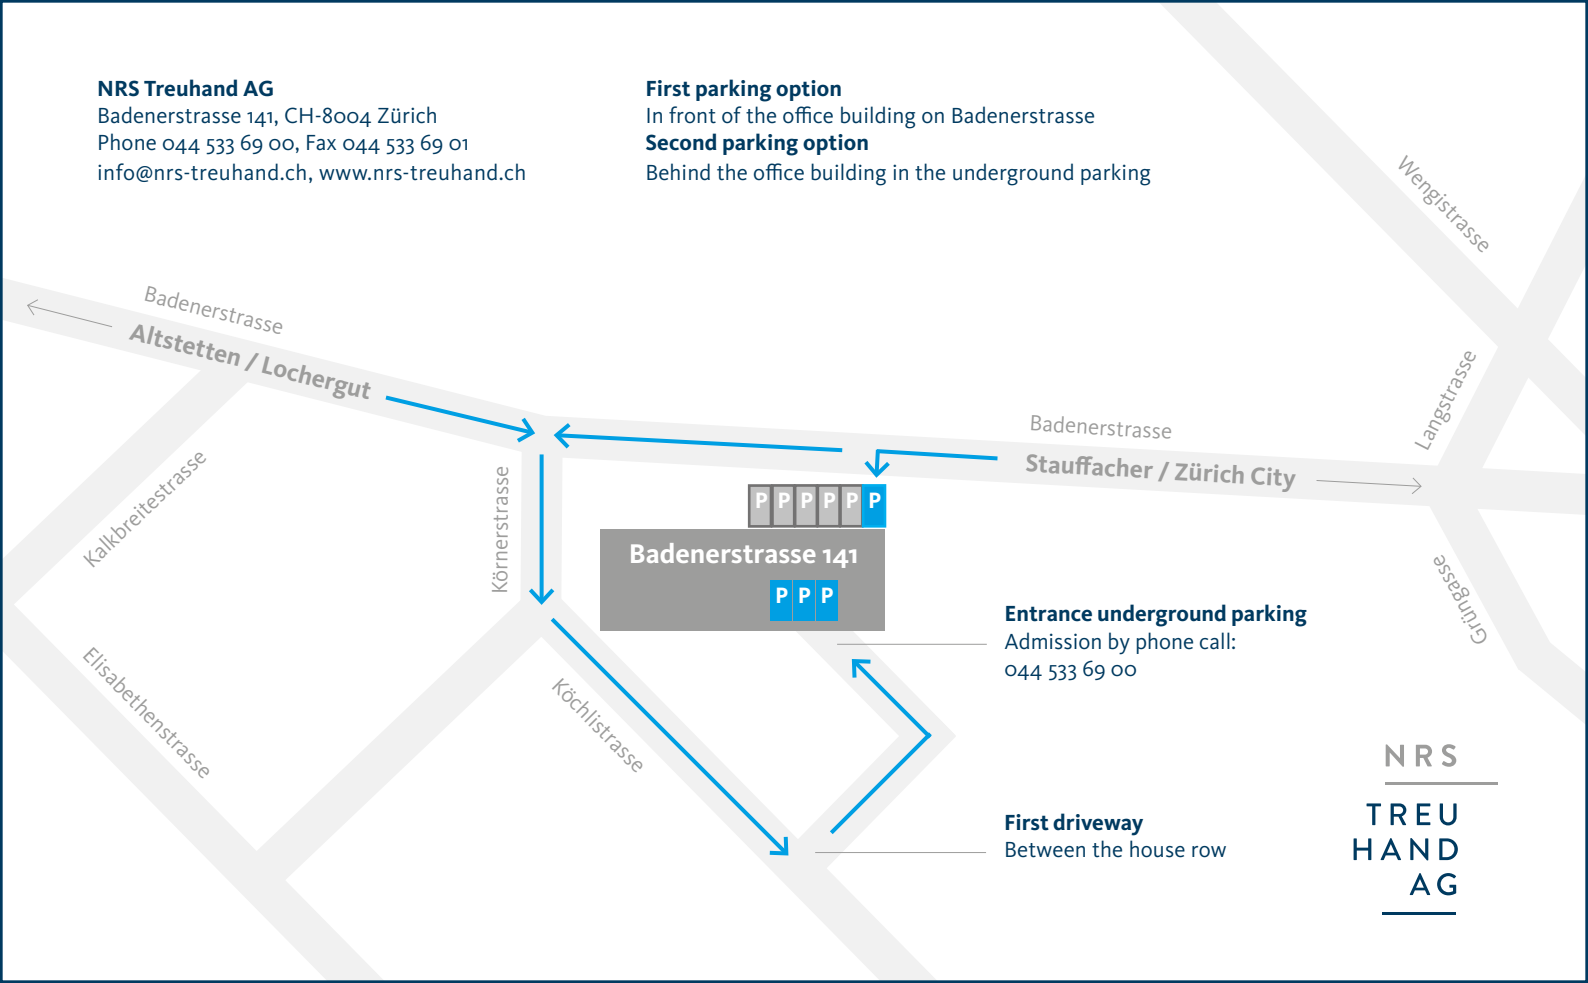 NRS Treuhand AG
Badenerstrasse 141, CH-8004 Zürich
Phone 044 533 69 00, Fax 044 533 69 01
info@nrs-treuhand.ch, www.nrs-treuhand.ch
First parking option
In front of the office building on Badenerstrasse
Second parking option
Behind the office building in the underground parking
Wengistrasse
Badenerstrasse
Altstetten / Lochergut
Langstrasse
Badenerstrasse
Stauffacher / Zürich City
Kalkbreitestrasse
Körnerstrasse
P P P P P P
Badenerstrasse 141
P P P
Grüngasse
Entrance underground parking
Admission by phone call:
044 533 69 00
Elisabethenstrasse
Köchlistrasse
First driveway
Between the house row
NRS
TREU
HAND
AG